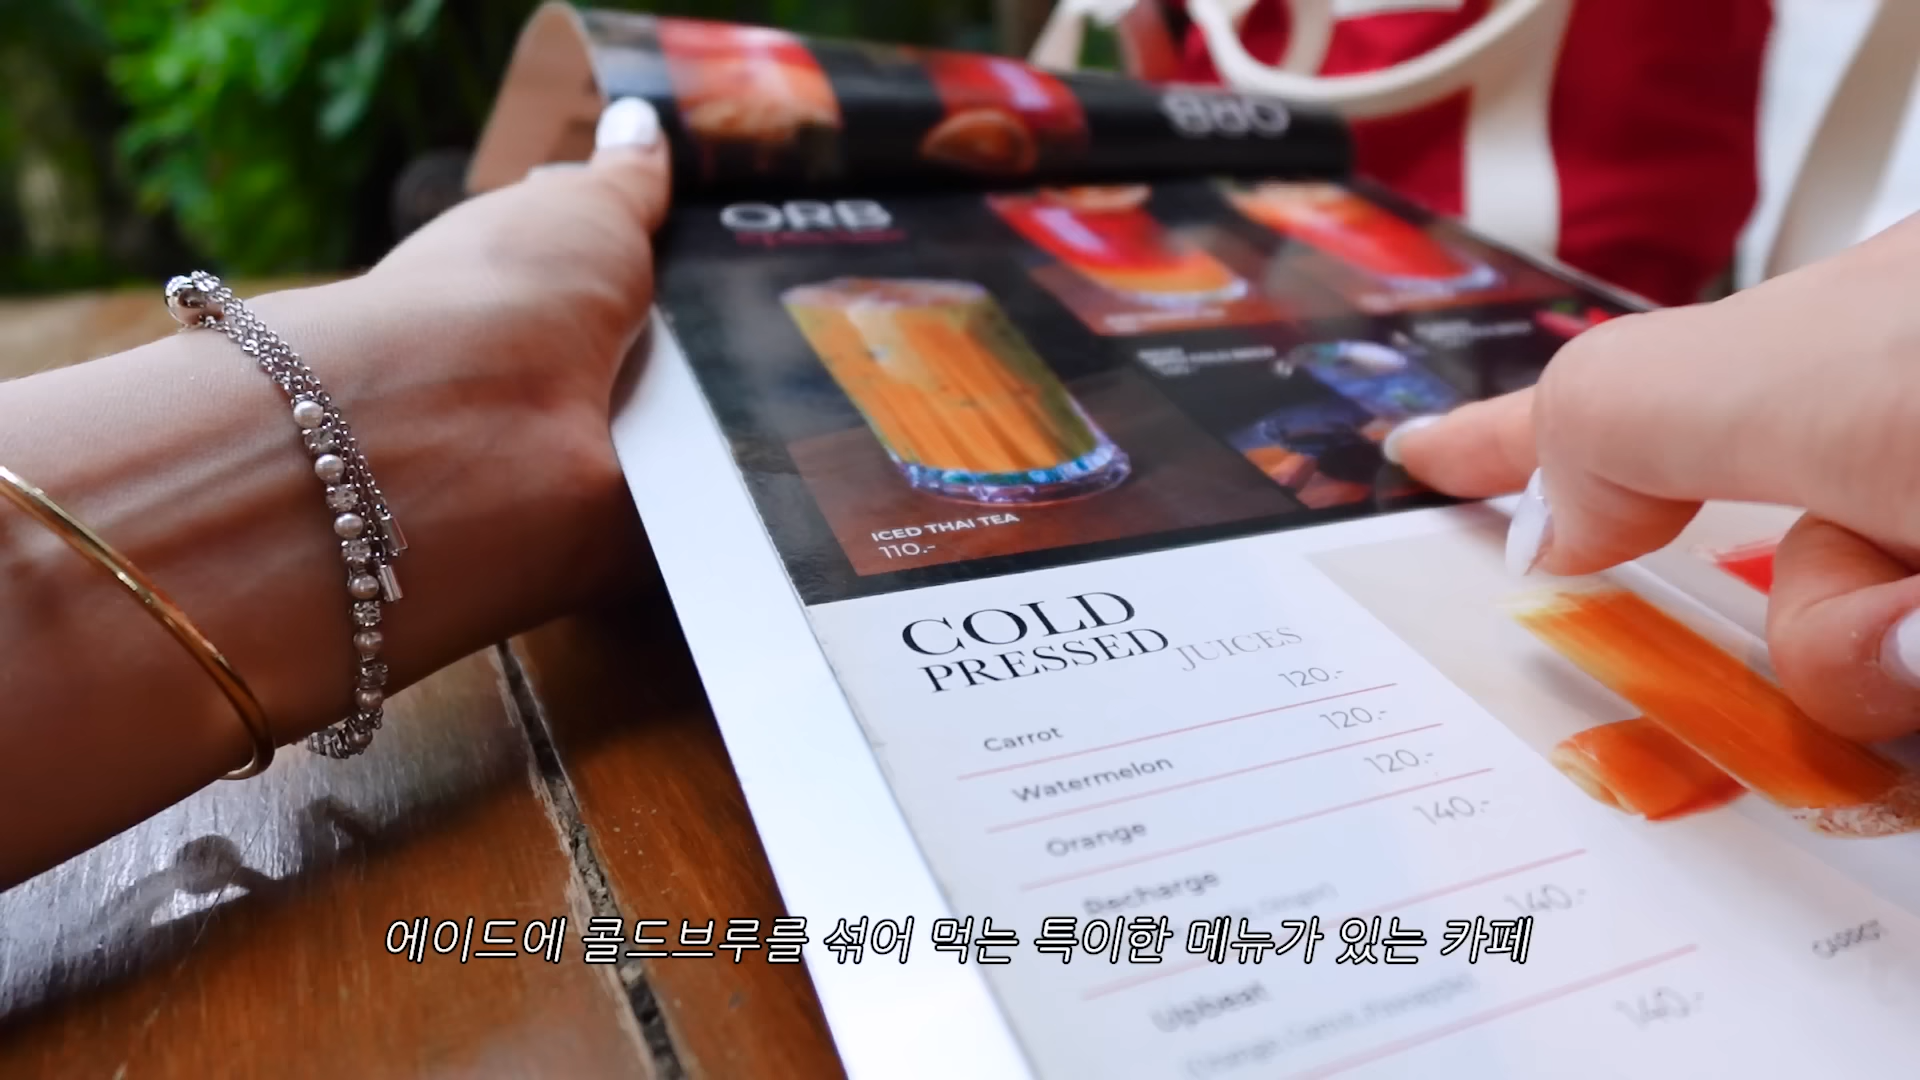 ORB
ICED THAI TEA
110.-
COLD
PRESSED JUICES
Carrot 120.-
Watermelon 120.-
Orange 120.-
Recharge 140.-
Upbeat 140.-
140.-
CARROT
에이드에 콜드브루를 섞어 먹는 특이한 메뉴가 있는 카페